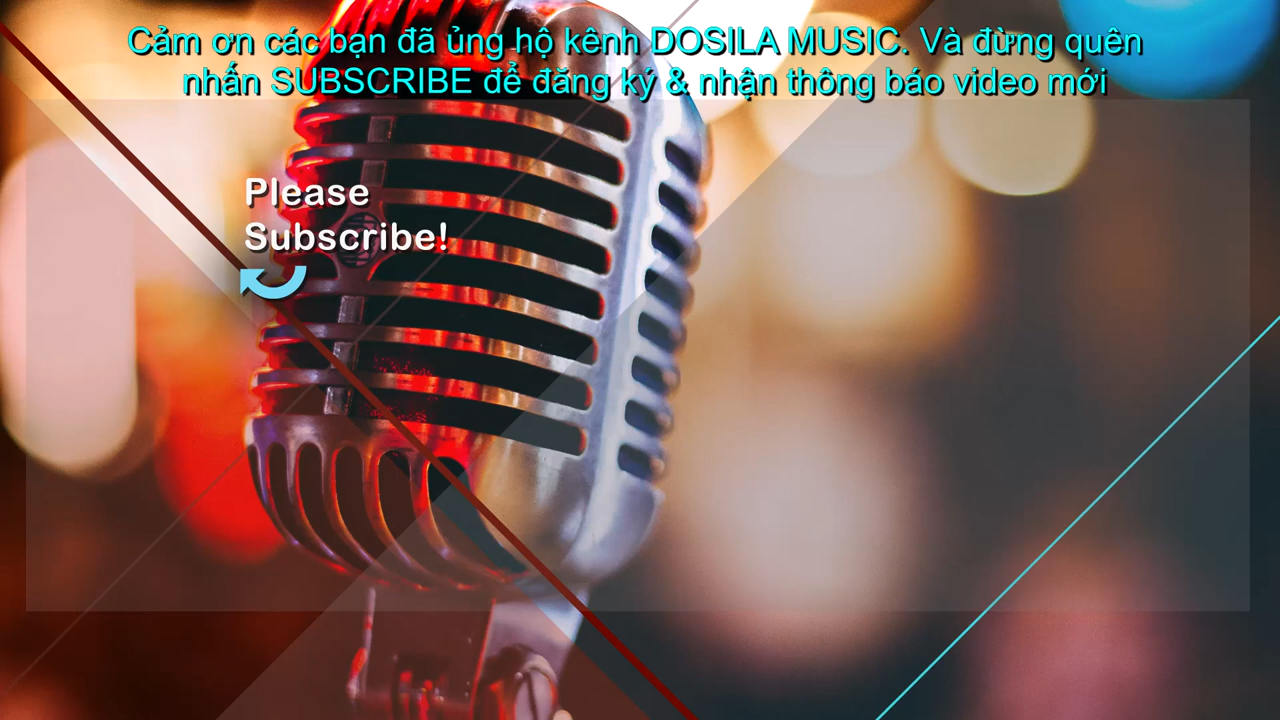 Cảm ơn các bạn đã ủng hộ kênh DOSILA MUSIC. Và đừng quên
nhấn SUBSCRIBE để đăng ký & nhận thông báo video mới
Please
Subscribe!